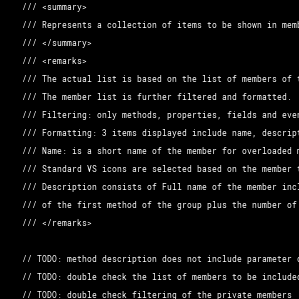 /// <summary>
/// Represents a collection of items to be shown in
/// </summary>
/// <remarks>
/// The actual list is based on the list of members of
/// The member list is further filtered and formatted.
/// Filtering: only methods, properties, fields and
/// Formatting: 3 items displayed include name,
/// Name: is a short name of the member for overloaded
/// Standard VS icons are selected based on the member
/// Description consists of Full name of the member
/// of the first method of the group plus the number of
/// </remarks>
// TODO: method description does not include parameter
// TODO: double check the list of members to be included
// TODO: double check filtering of the private members